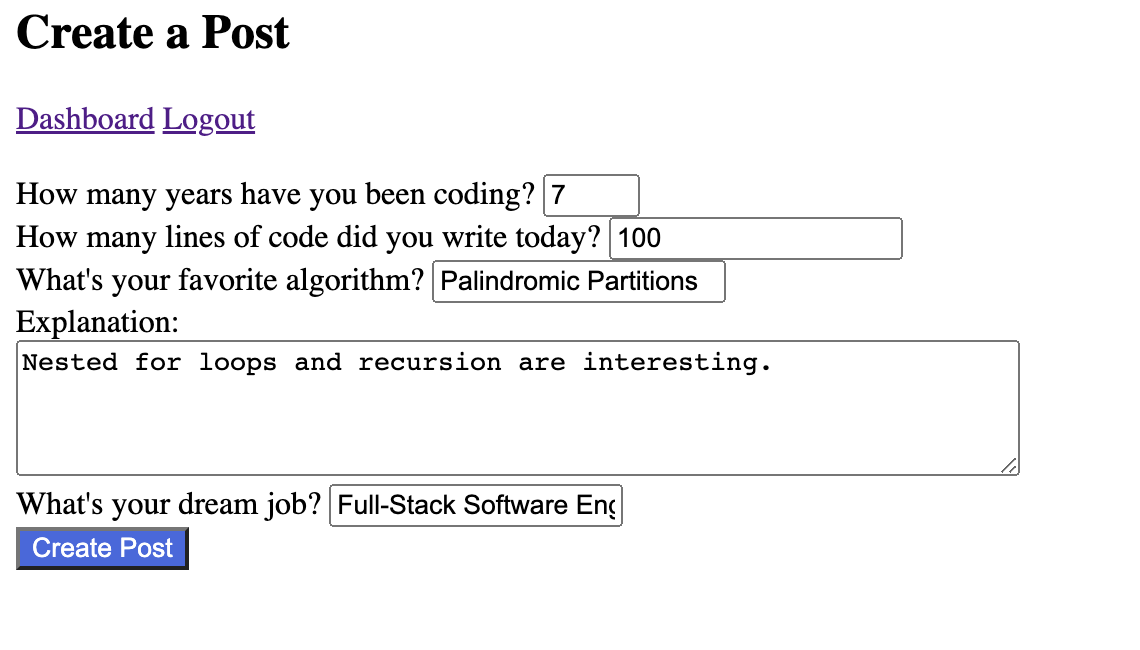 Create a Post
Dashboard Logout
How many years have you been coding? 7
How many lines of code did you write today? 100
What's your favorite algorithm? Palindromic Partitions
Explanation:
Nested for loops and recursion are interesting.
What's your dream job? Full-Stack Software Eng
Create Post